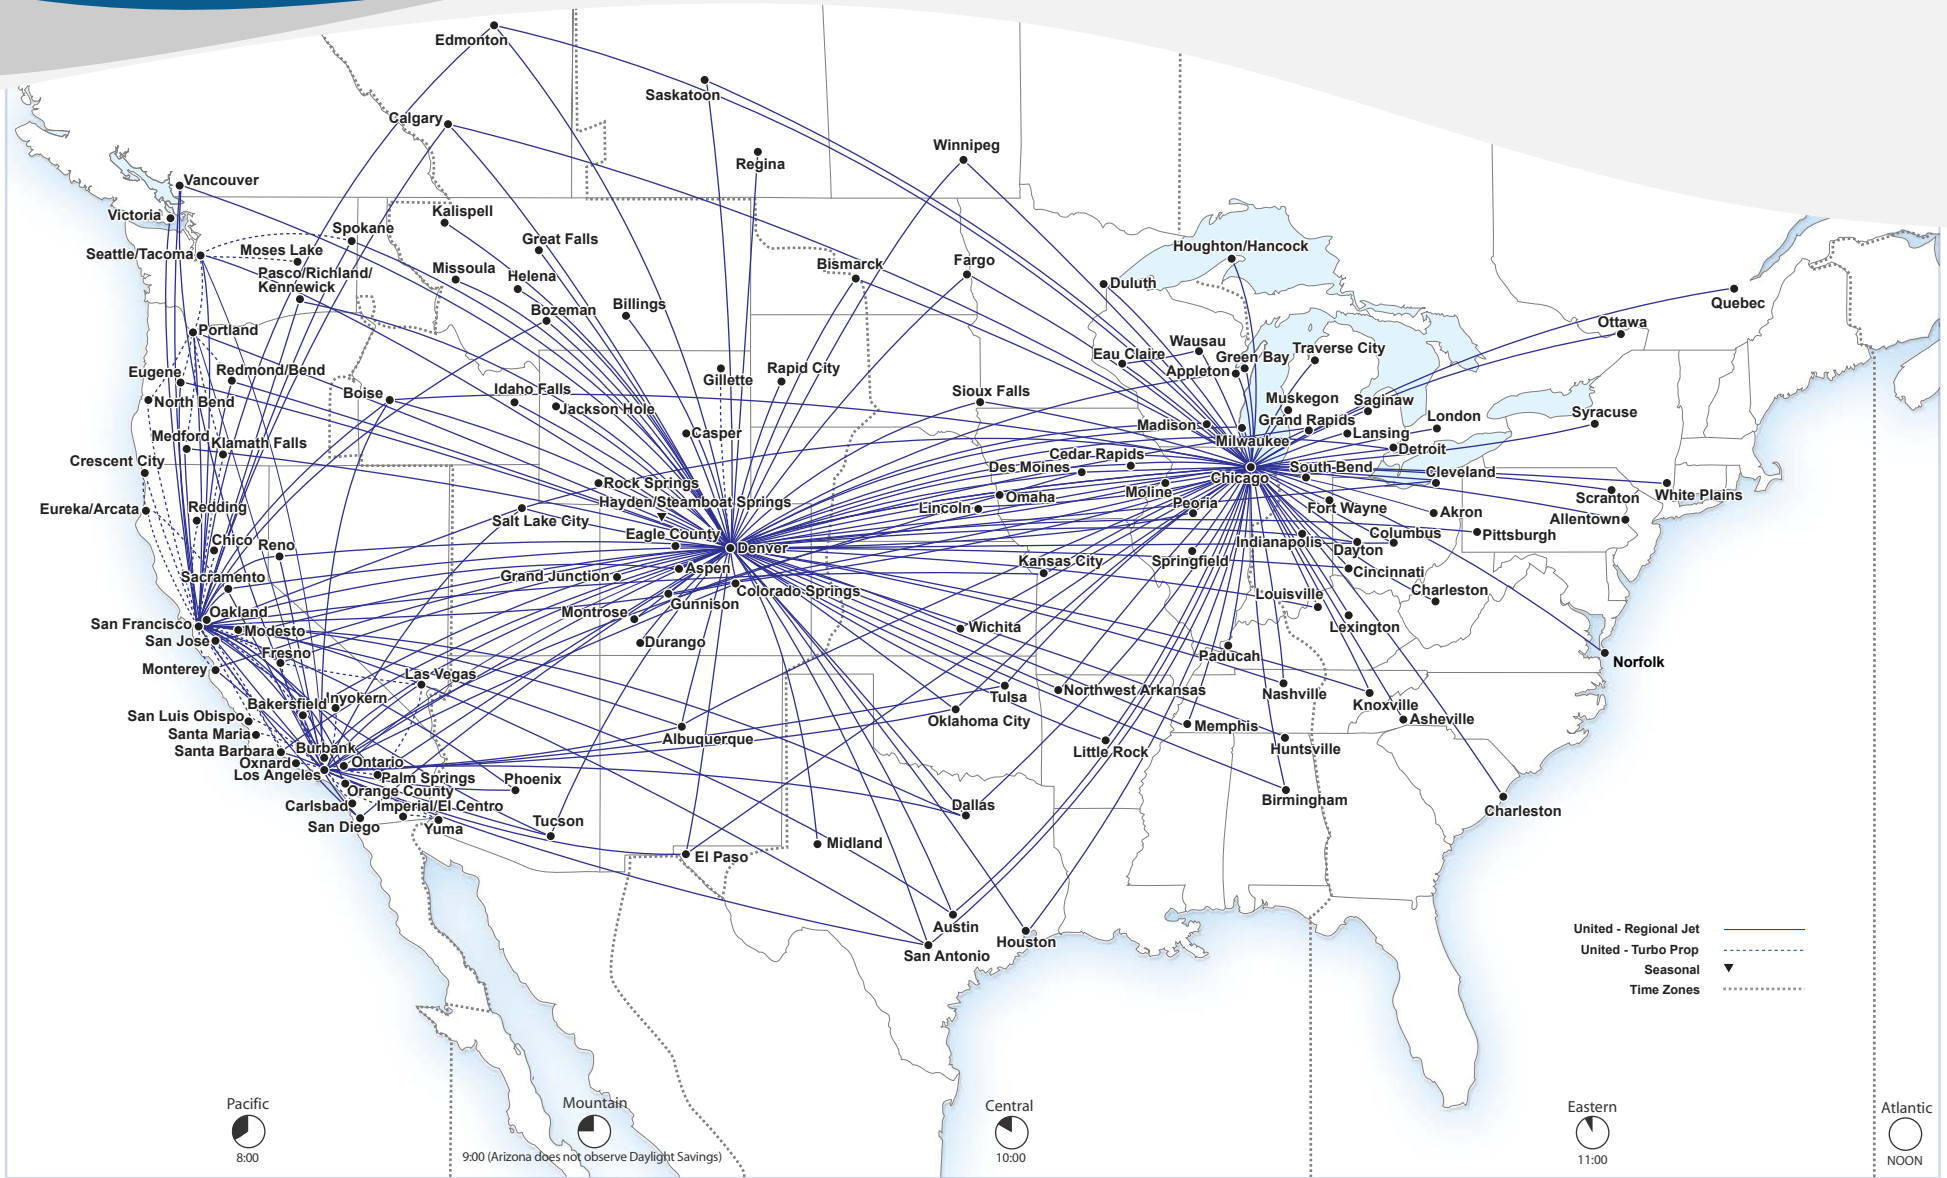 Edmonton
Saskatoon
Calgary
Winnipeg
Regina
Vancouver
Kalispell
Victoria
Spokane
Great Falls
Houghton/Hancock
Seattle/Tacoma
Moses Lake
Pasco/Richland/
Kennewick
Missoula
Helena
Bismarck
Fargo
Duluth
Billings
Bozeman
Quebec
Ottawa
Portland
Wausau
Traverse City
Eau Claire
Green Bay
Appleton
Eugene
Redmond/Bend
Gillette
Rapid City
Boise
Idaho Falls
Jackson Hole
Sioux Falls
North Bend
Muskegon
Saginaw
Syracuse
London
Grand Rapids
Madison
Lansing
Casper
Medford
Klamath Falls
Milwaukee
Detroit
Cedar Rapids
Crescent City
Des Moines
South Bend
Cleveland
Chicago
Rock Springs
Moline
Omaha
Scranton
White Plains
Hayden/Steamboat Springs
Peoria
Eureka/Arcata
Redding
Lincoln
Fort Wayne
Akron
Allentown
Salt Lake City
Eagle County
Columbus
Pittsburgh
Chico
Reno
Denver
Indianapolis
Dayton
Kansas City
Springfield
Aspen
Sacramento
Grand Junction
Cincinnati
Colorado Springs
Charleston
Gunnison
Louisville
Oakland
Montrose
San Francisco
Modesto
Wichita
Lexington
San Jose
Durango
Fresno
Paducah
Norfolk
Monterey
Las Vegas
Northwest Arkansas
Nashville
Tulsa
Inyokern
Bakersfield
Knoxville
San Luis Obispo
Oklahoma City
Asheville
Memphis
Santa Maria
Albuquerque
Santa Barbara
Burbank
Little Rock
Huntsville
Oxnard
Ontario
Los Angeles
Palm Springs
Phoenix
Orange County
Birmingham
Carlsbad
Imperial/El Centro
Dallas
Charleston
San Diego
Yuma
Tucson
Midland
El Paso
Austin
Houston
San Antonio
United - Regional Jet
United - Turbo Prop
Seasonal
Time Zones
Pacific
8:00
Mountain
9:00 (Arizona does not observe Daylight Savings)
Central
10:00
Eastern
11:00
Atlantic
NOON